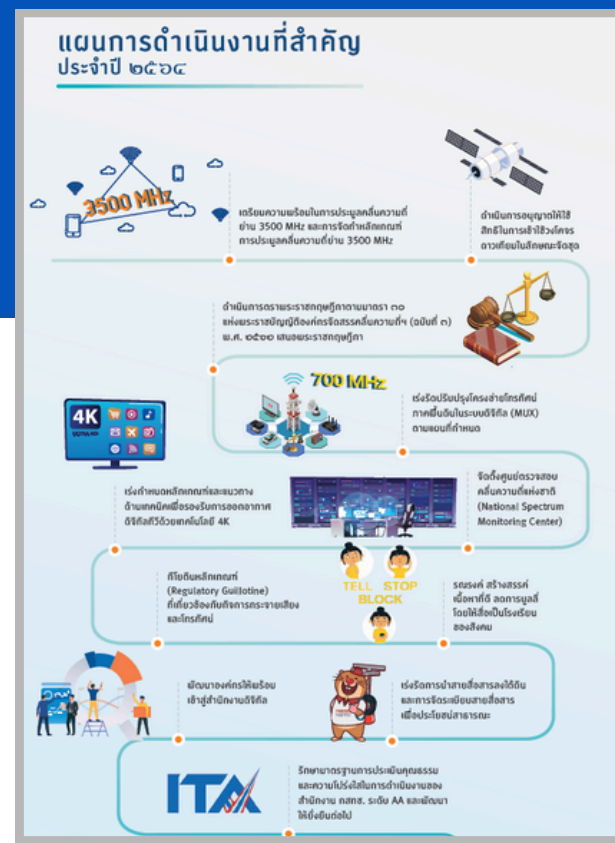 แผนการดำเนินงานที่สำคัญ
ประจำปี ๒๕๖๔
3500 MHz
เตรียมความพร้อมในการประมูลคลื่นความถี่
ย่าน 3500 MHz และการจัดทำหลักเกณฑ์
การประมูลคลื่นความถี่ย่าน 3500 MHz
ดำเนินการอนุญาตให้ใช้
สิทธิในการเข้าใช้วงโคจร
ดาวเทียมในลักษณะจัดชุด
ดำเนินการตราพระราชกฤษฎีกาตามมาตรา ๓๐
แห่งพระราชบัญญัติองค์กรจัดสรรคลื่นความถี่ฯ (ฉบับที่ ๓)
พ.ศ. ๒๕๖๐ เสนอพระราชกฤษฎีกา
700 MHz
เร่งรัดปรับปรุงโครงข่ายโทรทัศน์
ภาคพื้นดินในระบบดิจิทัล (MUX)
ตามแผนที่กำหนด
4K
ULTRA HD
เร่งกำหนดหลักเกณฑ์และแนวทาง
ด้านเทคนิคเพื่อรองรับการออกอากาศ
ดิจิทัลทีวีด้วยเทคโนโลยี 4K
จัดตั้งศูนย์ตรวจสอบ
คลื่นความถี่แห่งชาติ
(National Spectrum
Monitoring Center)
กิโยตินหลักเกณฑ์
(Regulatory Guillotine)
ที่เกี่ยวข้องกับกิจการกระจายเสียง
และโทรทัศน์
TELL STOP
BLOCK
รณรงค์ สร้างสรรค์
เนื้อหาที่ดี ลดการบูลลี่
โดยให้สื่อเป็นโรงเรียน
ของสังคม
พัฒนาองค์กรให้พร้อม
เข้าสู่สำนักงานดิจิทัล
เร่งรัดการนำสายสื่อสารลงใต้ดิน
และการจัดระเบียบสายสื่อสาร
เพื่อประโยชน์สาธารณะ
ITA
รักษามาตรฐานการประเมินคุณธรรม
และความโปร่งใสในการดำเนินงานของ
สำนักงาน กสทช. ระดับ AA และพัฒนา
ให้ยั่งยืนต่อไป